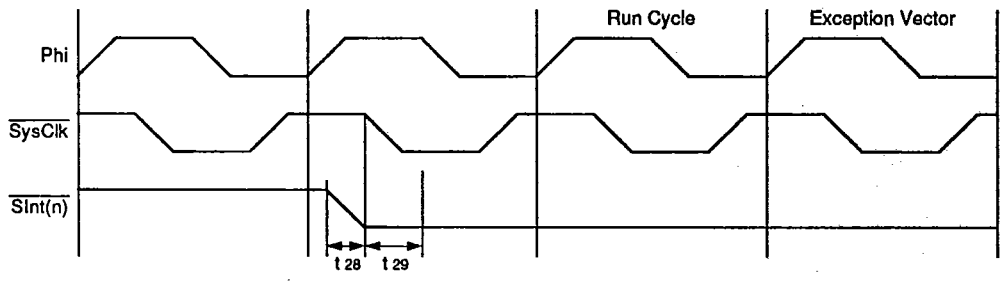 Run Cycle Exception Vector
Phi
SysClk
SInt(n)
t 28 t 29